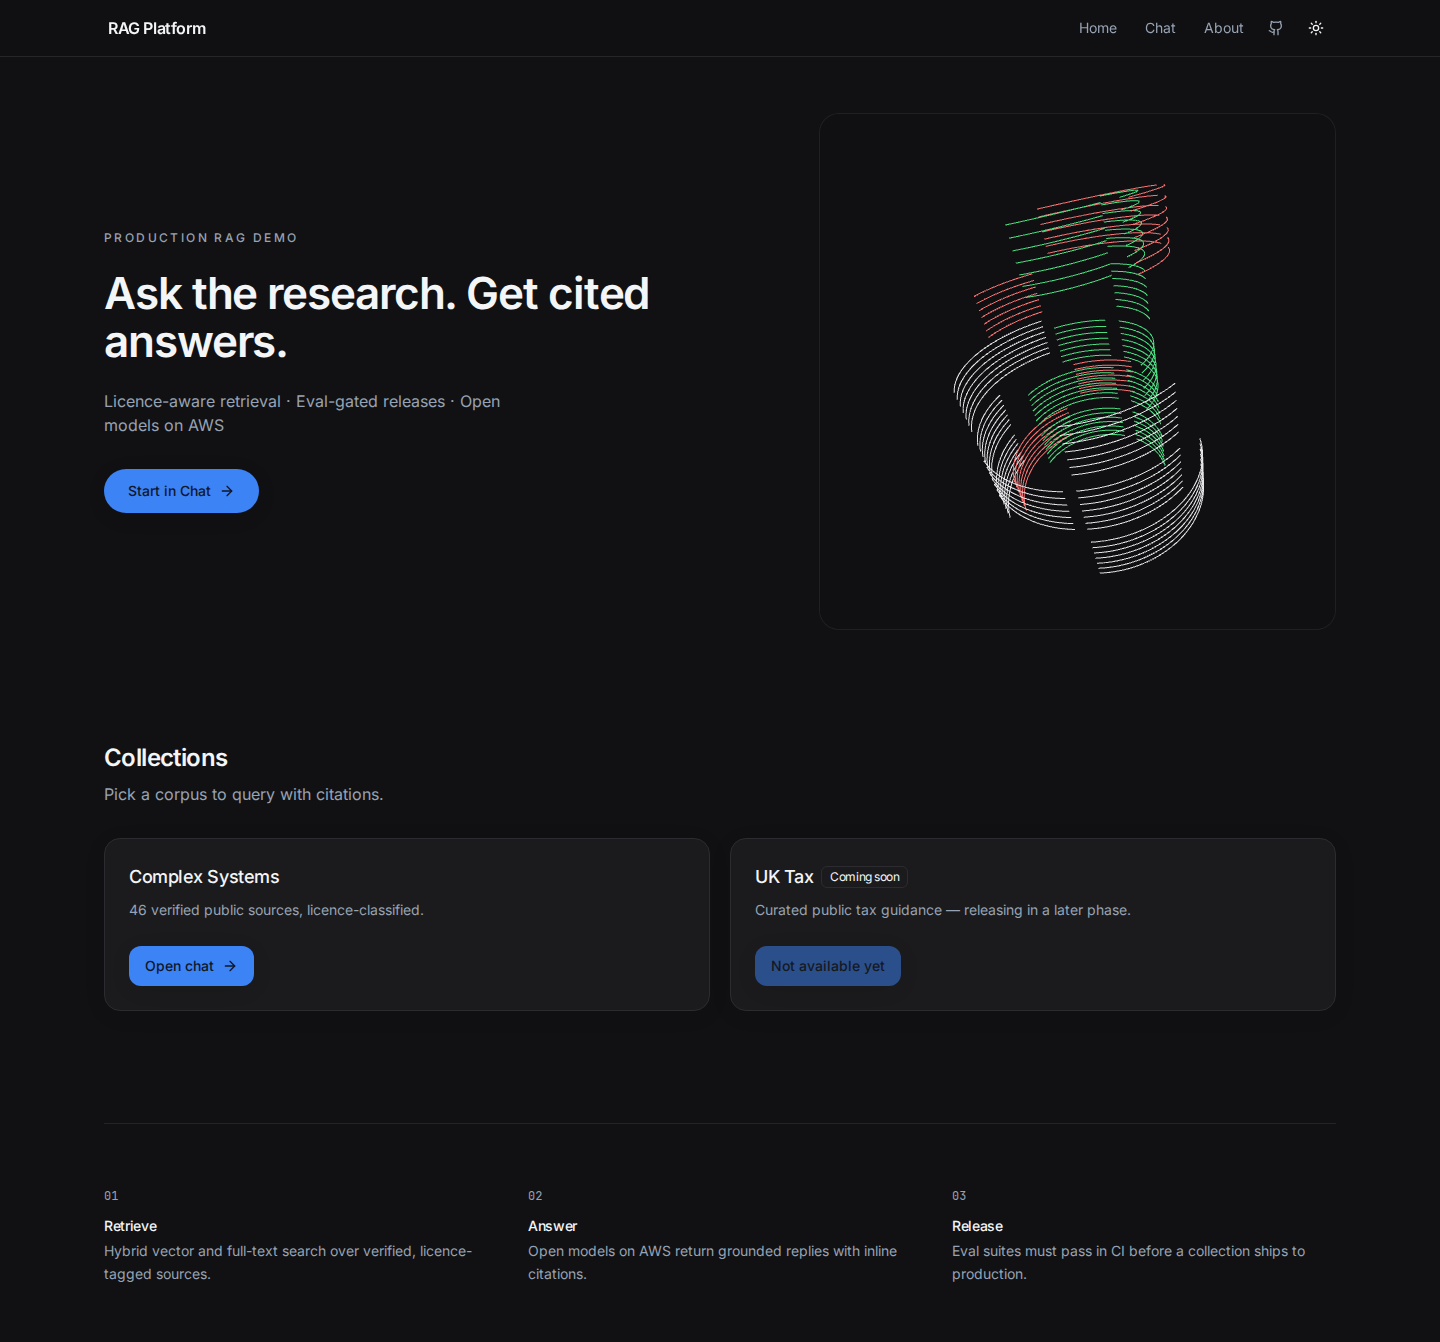 RAG Platform
Home Chat About
PRODUCTION RAG DEMO
Ask the research. Get cited
answers.
Licence-aware retrieval · Eval-gated releases · Open
models on AWS
Start in Chat
Collections
Pick a corpus to query with citations.
Complex Systems
46 verified public sources, licence-classified.
Open chat
UK Tax Coming soon
Curated public tax guidance — releasing in a later phase.
Not available yet
01
Retrieve
Hybrid vector and full-text search over verified, licence-
tagged sources.
02
Answer
Open models on AWS return grounded replies with inline
citations.
03
Release
Eval suites must pass in CI before a collection ships to
production.